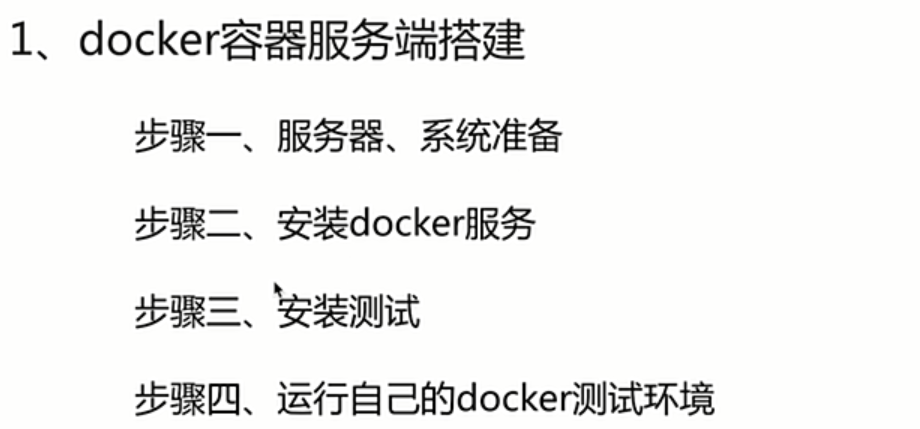 1、docker容器服务端搭建
步骤一、服务器、系统准备
步骤二、安装docker服务
步骤三、安装测试
步骤四、运行自己的docker测试环境